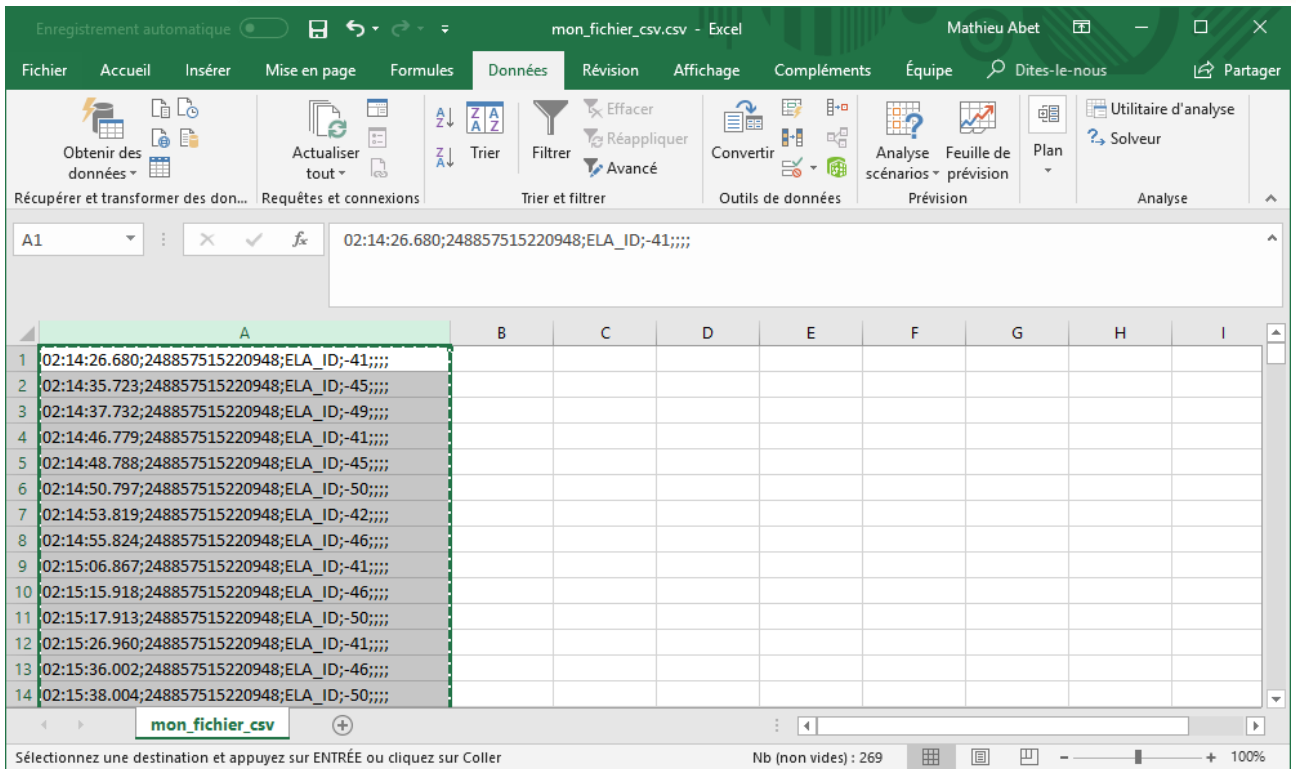 Enregistrement automatique
mon_fichier_csv.csv - Excel
Mathieu Abet
Fichier Accueil Insérer Mise en page Formules Données Révision Affichage Compléments Équipe Dites-le-nous Partager
Obtenir des données
Récupérer et transformer des don...
Actualiser tout
Requêtes et connexions
Trier
Filtrer
Effacer
Réappliquer
Avancé
Trier et filtrer
Convertir
Outils de données
Analyse scénarios
Feuille de prévision
Prévision
Plan
Utilitaire d'analyse
Solveur
Analyse
A1
fx
02:14:26.680;248857515220948;ELA_ID;-41;;;;
A B C D E F G H I
1 02:14:26.680;248857515220948;ELA_ID;-41;;;;
2 02:14:35.723;248857515220948;ELA_ID;-45;;;;
3 02:14:37.732;248857515220948;ELA_ID;-49;;;;
4 02:14:46.779;248857515220948;ELA_ID;-41;;;;
5 02:14:48.788;248857515220948;ELA_ID;-45;;;;
6 02:14:50.797;248857515220948;ELA_ID;-50;;;;
7 02:14:53.819;248857515220948;ELA_ID;-42;;;;
8 02:14:55.824;248857515220948;ELA_ID;-46;;;;
9 02:15:06.867;248857515220948;ELA_ID;-41;;;;
10 02:15:15.918;248857515220948;ELA_ID;-46;;;;
11 02:15:17.913;248857515220948;ELA_ID;-50;;;;
12 02:15:26.960;248857515220948;ELA_ID;-41;;;;
13 02:15:36.002;248857515220948;ELA_ID;-46;;;;
14 02:15:38.004;248857515220948;ELA_ID;-50;;;;
mon_fichier_csv
Sélectionnez une destination et appuyez sur ENTRÉE ou cliquez sur Coller
Nb (non vides) : 269
100%